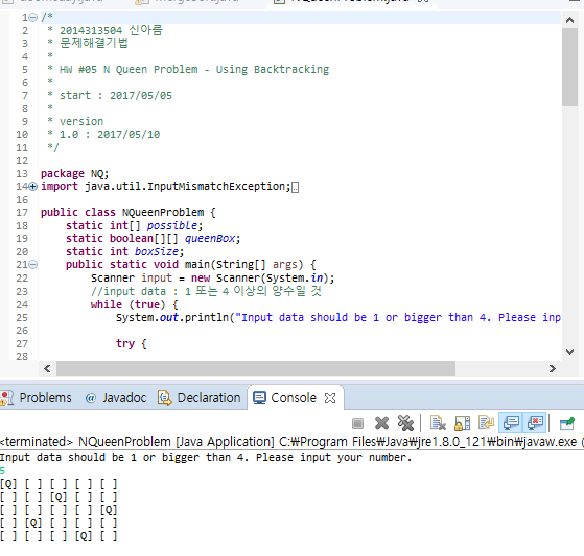 NQueenProblem.java
1 /*
2 * 2014313504 신아름
3 * 문제해결기법
4 *
5 * HW #05 N Queen Problem - Using Backtracking
6 *
7 * start : 2017/05/05
8 *
9 * version
10 * 1.0 : 2017/05/10
11 */
12
13 package NQ;
14 import java.util.InputMismatchException;
16
17 public class NQueenProblem {
18 static int[] possible;
19 static boolean[][] queenBox;
20 static int boxSize;
21 public static void main(String[] args) {
22 Scanner input = new Scanner(System.in);
23 //input data : 1 또는 4 이상의 양수일 것
24 while (true) {
25 System.out.println("Input data should be 1 or bigger than 4. Please inp
26
27 try {
28
Problems @ Javadoc Declaration Console
<terminated> NQueenProblem [Java Application] C:₩Program Files₩Java₩jre1.8.0_121₩bin₩javaw.exe (
Input data should be 1 or bigger than 4. Please input your number.
5
[Q] [ ] [ ] [ ] [ ]
[ ] [ ] [Q] [ ] [ ]
[ ] [ ] [ ] [ ] [Q]
[ ] [Q] [ ] [ ] [ ]
[ ] [ ] [ ] [Q] [ ]